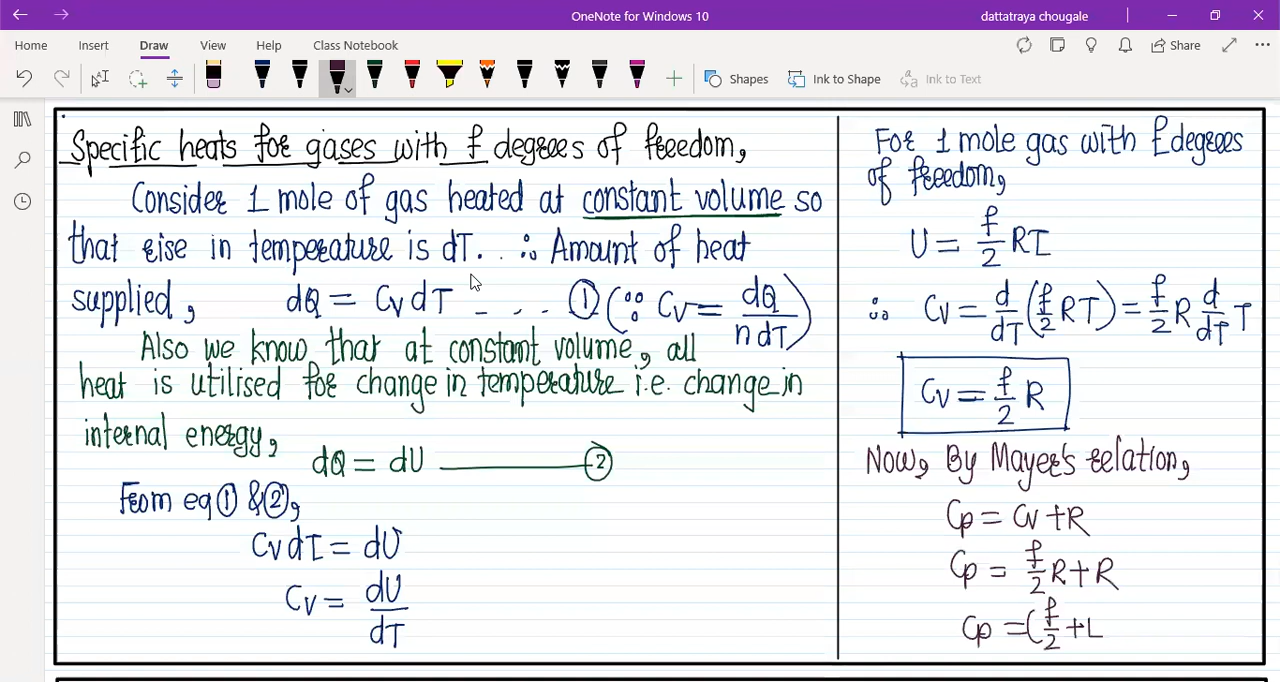 OneNote for Windows 10
dattatraya chougale
Home Insert Draw View Help Class Notebook
Share
Shapes
Ink to Shape
Ink to Text
Specific heats for gases with f degrees of freedom,
Consider 1 mole of gas heated at constant volume so
that rise in temperature is dT. ∴ Amount of heat
supplied, dQ = Cv dT - . . . ① (∵ Cv = dQ/ndT)
Also we know that at constant volume, all
heat is utilised for change in temperature i.e. change in
internal energy,
dQ = dU ——— ②
From eq ① & ②,
Cv dT = dU
Cv = dU/dT
For 1 mole gas with f degrees
of freedom,
U = f/2 RT
∴ Cv = d/dT (f/2 RT) = f/2 R d/dT T
Cv = f/2 R
Now, By Mayer's relation,
Cp = Cv + R
Cp = f/2 R + R
Cp = (f/2 + L